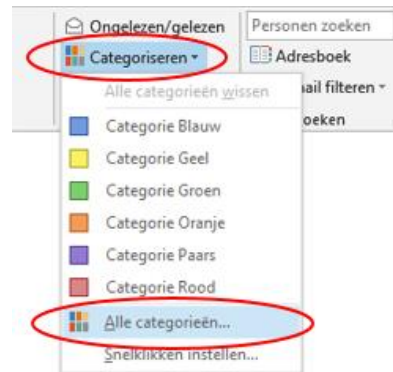 Ongelezen/gelezen Personen zoeken
Categoriseren Adresboek
Alle categorieën wissen ail filteren
Categorie Blauw oeken
Categorie Geel
Categorie Groen
Categorie Oranje
Categorie Paars
Categorie Rood
Alle categorieën...
Snelklikken instellen...